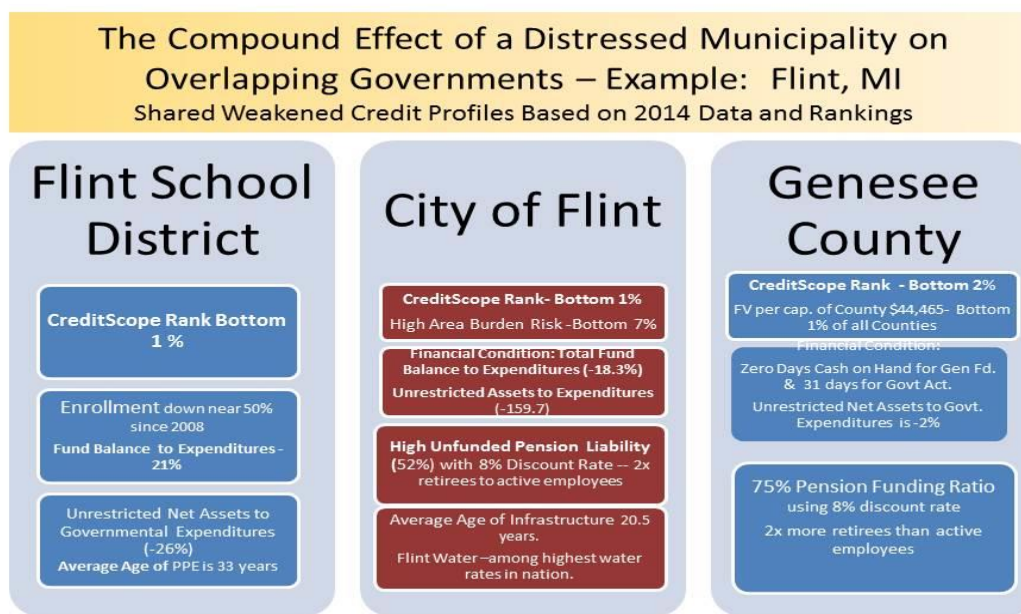 The Compound Effect of a Distressed Municipality on
Overlapping Governments – Example: Flint, MI
Shared Weakened Credit Profiles Based on 2014 Data and Rankings
Flint School
District
CreditScope Rank Bottom
1 %
Enrollment down near 50%
since 2008
Fund Balance to Expenditures -
21%
Unrestricted Net Assets to
Governmental Expenditures
(-26%)
Average Age of PPE is 33 years
City of Flint
CreditScope Rank- Bottom 1%
High Area Burden Risk -Bottom 7%
Financial Condition: Total Fund
Balance to Expenditures (-18.3%)
Unrestricted Assets to Expenditures
(-159.7)
High Unfunded Pension Liability
(52%) with 8% Discount Rate -- 2x
retirees to active employees
Average Age of Infrastructure 20.5
years.
Flint Water –among highest water
rates in nation.
Genesee
County
CreditScope Rank - Bottom 2%
FV per cap. of County $44,465- Bottom
1% of all Counties
Financial Condition:
Zero Days Cash on Hand for Gen Fd.
& 31 days for Govt Act.
Unrestricted Net Assets to Govt.
Expenditures is -2%
75% Pension Funding Ratio
using 8% discount rate
2x more retirees than active
employees